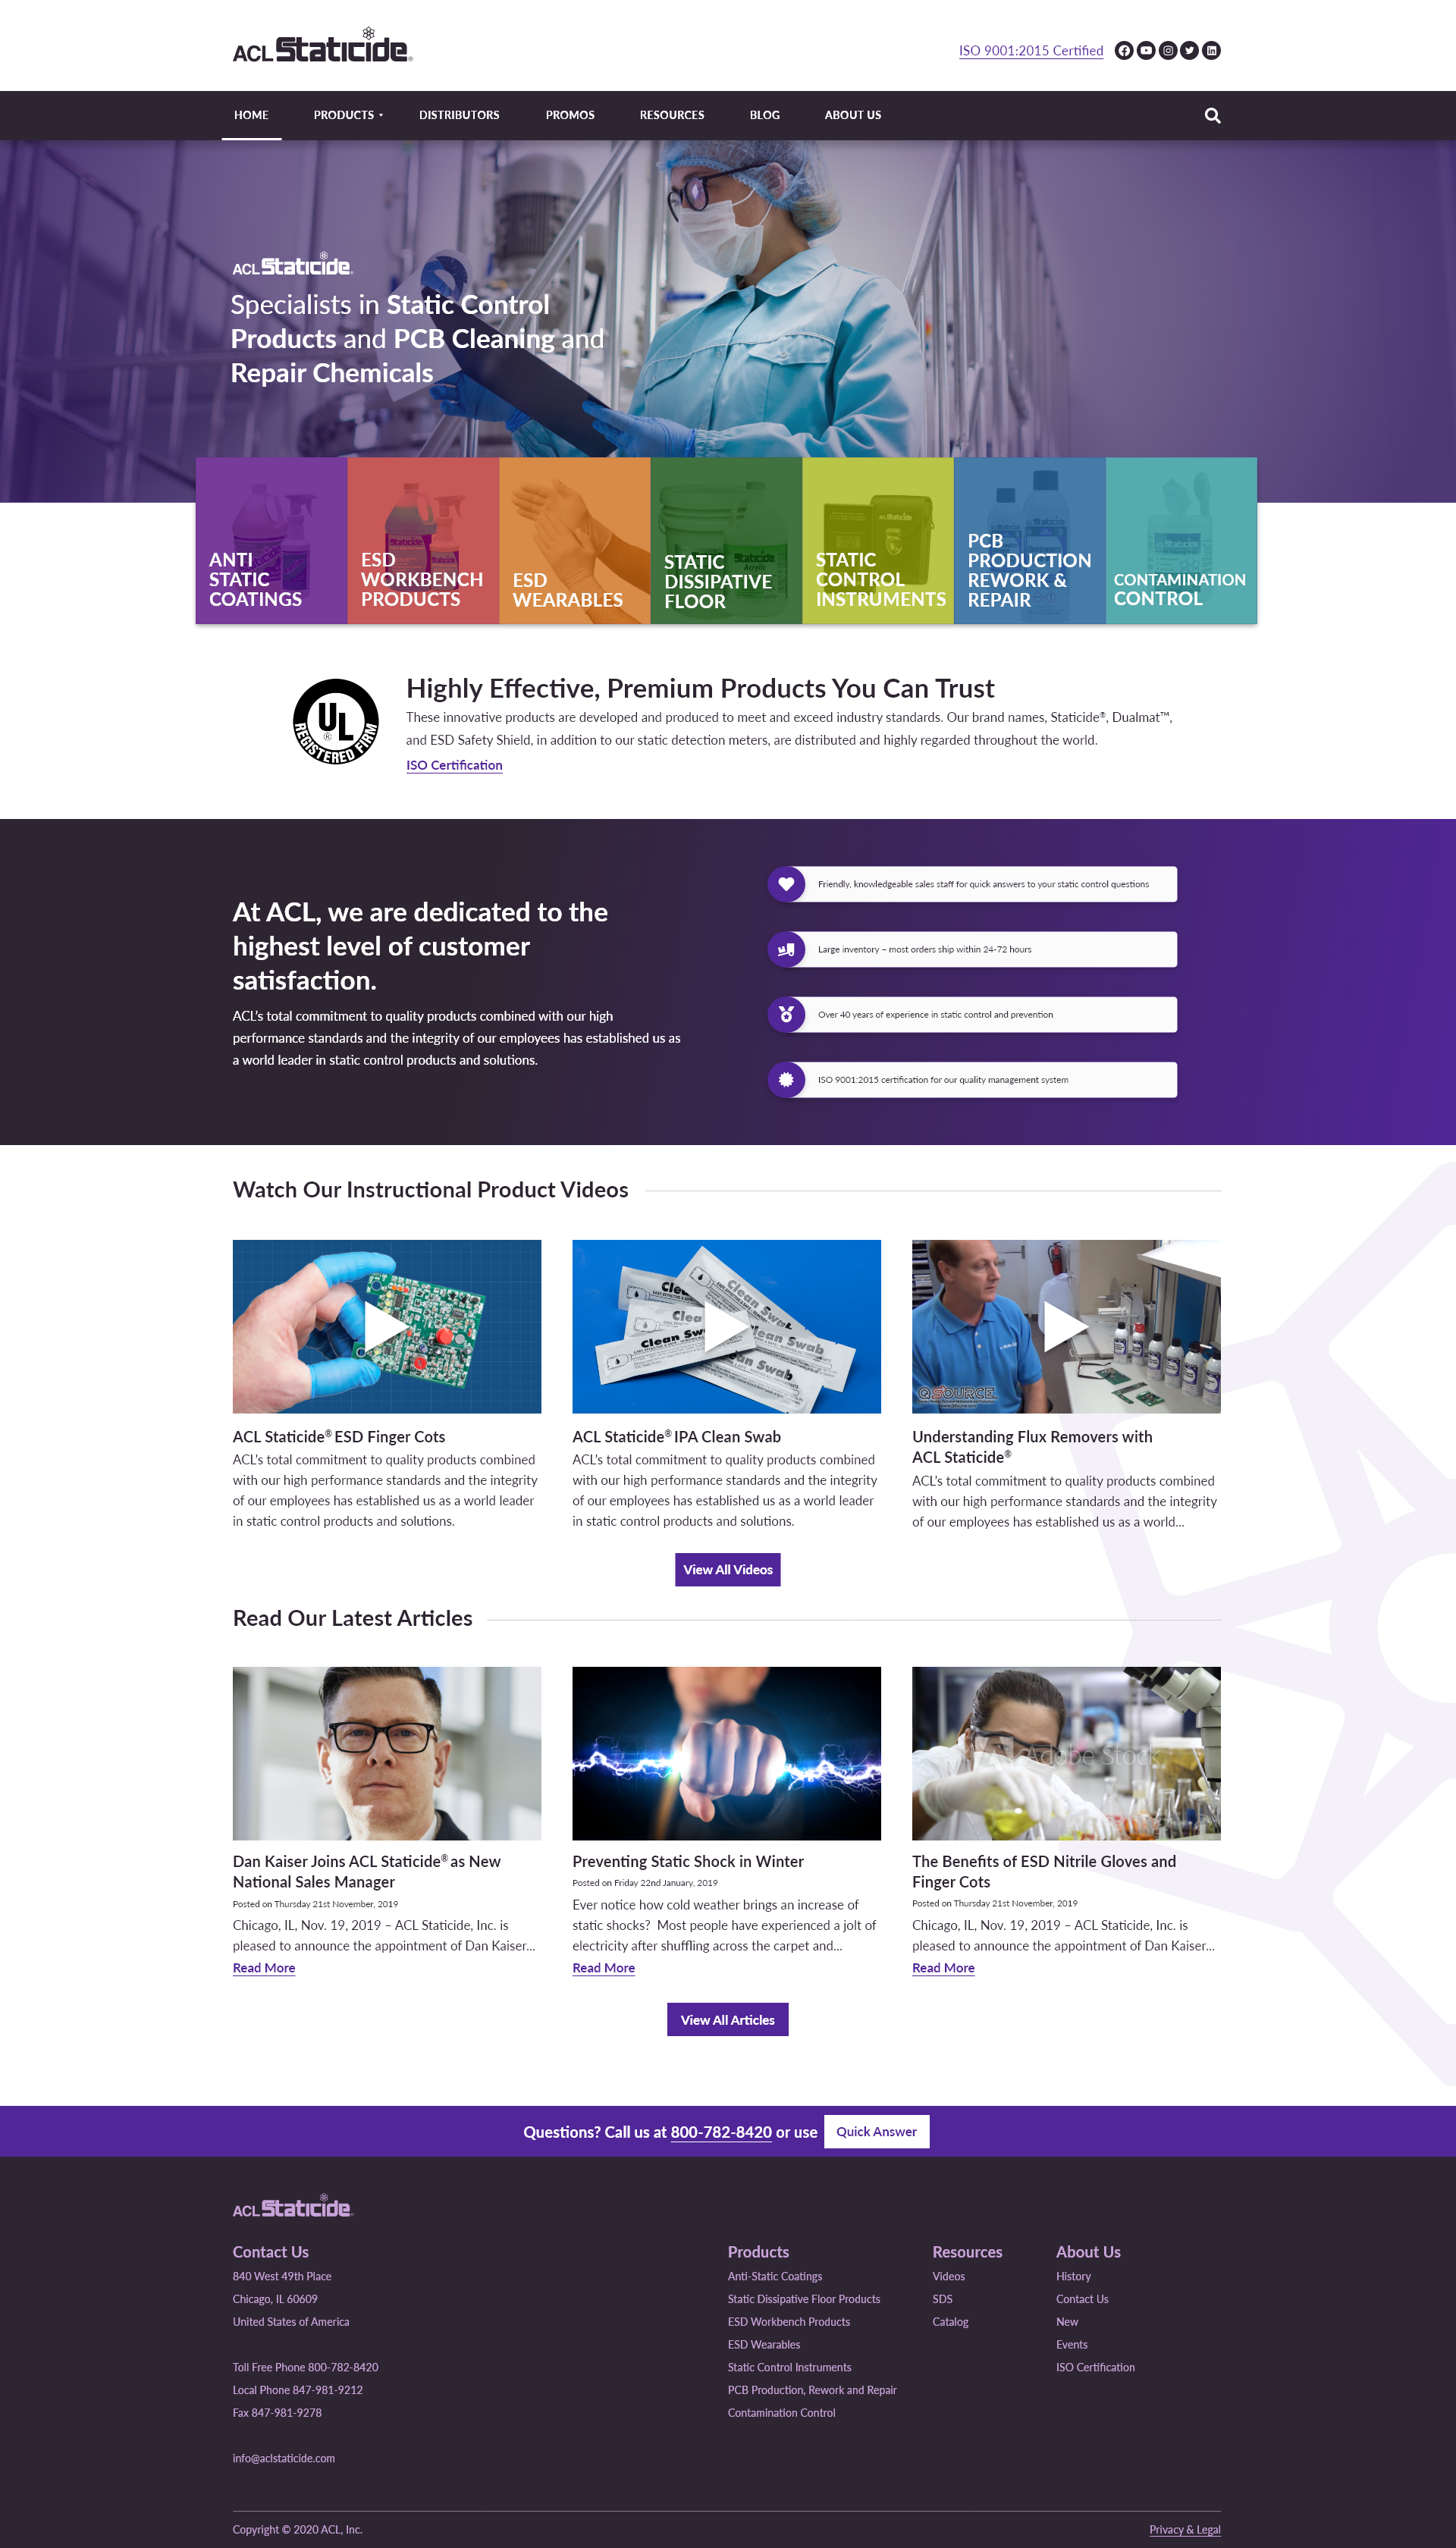 ACL Staticide®
ISO 9001:2015 Certified
HOME PRODUCTS DISTRIBUTORS PROMOS RESOURCES BLOG ABOUT US
ACL Staticide®
Specialists in Static Control
Products and PCB Cleaning and
Repair Chemicals
ANTI
STATIC
COATINGS
ESD
WORKBENCH
PRODUCTS
ESD
WEARABLES
STATIC
DISSIPATIVE
FLOOR
STATIC
CONTROL
INSTRUMENTS
PCB
PRODUCTION
REWORK &
REPAIR
CONTAMINATION
CONTROL
UL
®
REGISTERED FIRM
Highly Effective, Premium Products You Can Trust
These innovative products are developed and produced to meet and exceed industry standards. Our brand names, Staticide®, Dualmat™,
and ESD Safety Shield, in addition to our static detection meters, are distributed and highly regarded throughout the world.
ISO Certification
At ACL, we are dedicated to the
highest level of customer
satisfaction.
ACL's total commitment to quality products combined with our high
performance standards and the integrity of our employees has established us as
a world leader in static control products and solutions.
Friendly, knowledgeable sales staff for quick answers to your static control questions
Large inventory – most orders ship within 24-72 hours
Over 40 years of experience in static control and prevention
ISO 9001:2015 certification for our quality management system
Watch Our Instructional Product Videos
Clean Swab
Clean Swab
Clean Swab
Clean Swab
QSOURCE
ACL Staticide® ESD Finger Cots
ACL's total commitment to quality products combined
with our high performance standards and the integrity
of our employees has established us as a world leader
in static control products and solutions.
ACL Staticide® IPA Clean Swab
ACL's total commitment to quality products combined
with our high performance standards and the integrity
of our employees has established us as a world leader
in static control products and solutions.
Understanding Flux Removers with
ACL Staticide®
ACL's total commitment to quality products combined
with our high performance standards and the integrity
of our employees has established us as a world...
View All Videos
Read Our Latest Articles
Adobe Stock
Dan Kaiser Joins ACL Staticide® as New
National Sales Manager
Posted on Thursday 21st November, 2019
Chicago, IL, Nov. 19, 2019 – ACL Staticide, Inc. is
pleased to announce the appointment of Dan Kaiser...
Read More
Preventing Static Shock in Winter
Posted on Friday 22nd January, 2019
Ever notice how cold weather brings an increase of
static shocks? Most people have experienced a jolt of
electricity after shuffling across the carpet and...
Read More
The Benefits of ESD Nitrile Gloves and
Finger Cots
Posted on Thursday 21st November, 2019
Chicago, IL, Nov. 19, 2019 – ACL Staticide, Inc. is
pleased to announce the appointment of Dan Kaiser...
Read More
View All Articles
Questions? Call us at 800-782-8420 or use Quick Answer
ACL Staticide®
Contact Us
840 West 49th Place
Chicago, IL 60609
United States of America
Toll Free Phone 800-782-8420
Local Phone 847-981-9212
Fax 847-981-9278
info@aclstaticide.com
Products
Anti-Static Coatings
Static Dissipative Floor Products
ESD Workbench Products
ESD Wearables
Static Control Instruments
PCB Production, Rework and Repair
Contamination Control
Resources
Videos
SDS
Catalog
About Us
History
Contact Us
New
Events
ISO Certification
Copyright © 2020 ACL, Inc.
Privacy & Legal